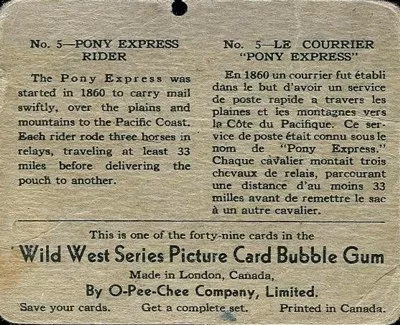 No. 5—PONY EXPRESS
RIDER
The Pony Express was
started in 1860 to carry mail
swiftly, over the plains and
mountains to the Pacific Coast.
Each rider rode three horses in
relays, traveling at least 33
miles before delivering the
pouch to another.
No. 5—LE COURRIER
"PONY EXPRESS"
En 1860 un courrier fut établi
dans le but d'avoir un service
de poste rapide a travers les
plaines et les montagnes vers
la Côte du Pacifique. Ce ser-
vice de poste était connu sous le
nom de "Pony Express."
Chaque cavalier montait trois
chevaux de relais, parcourant
une distance d'au moins 33
milles avant de remettre le sac
à un autre cavalier.
This is one of the forty-nine cards in the
Wild West Series Picture Card Bubble Gum
Made in London, Canada,
By O-Pee-Chee Company, Limited.
Save your cards. Get a complete set. Printed in Canada.